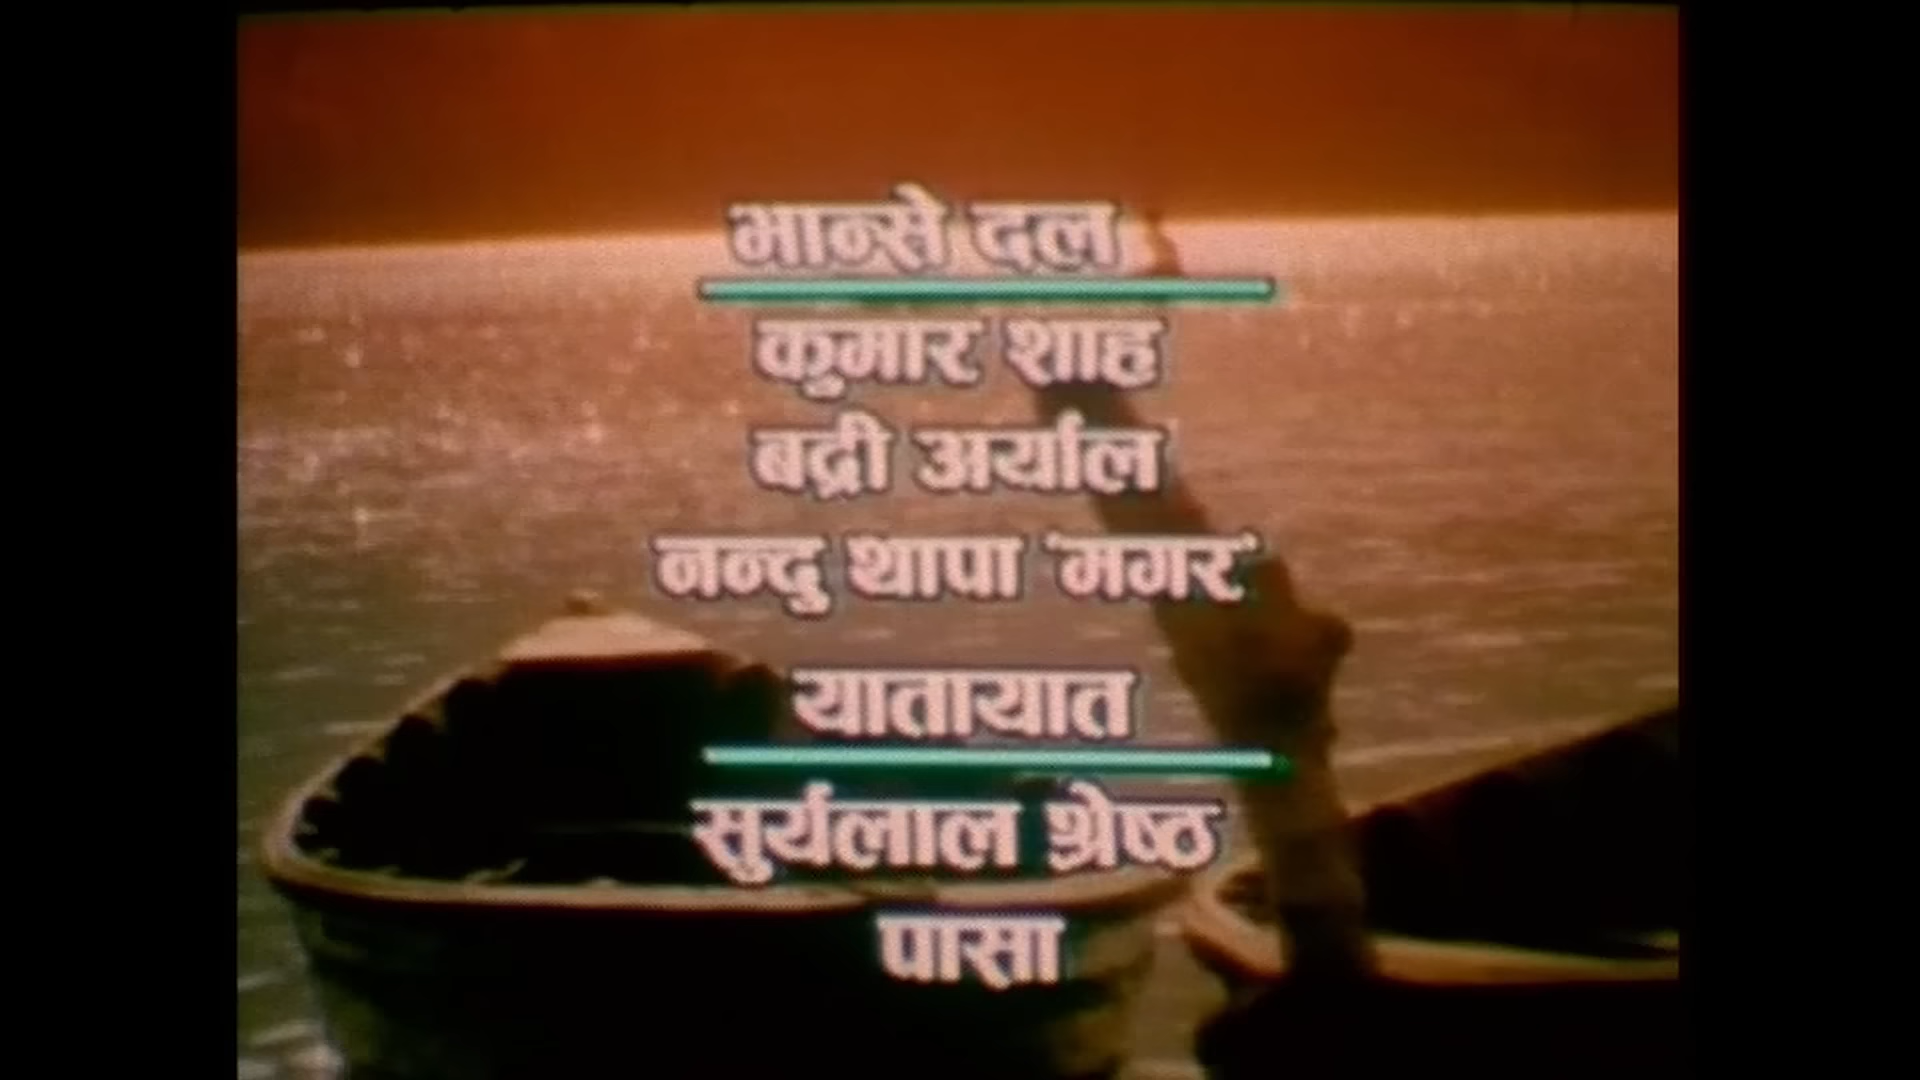 भान्से दल
कुमार शाह
बद्री अर्याल
नन्दु थापा 'मगर'
यातायात
सुर्यलाल श्रेष्ठ
पासा